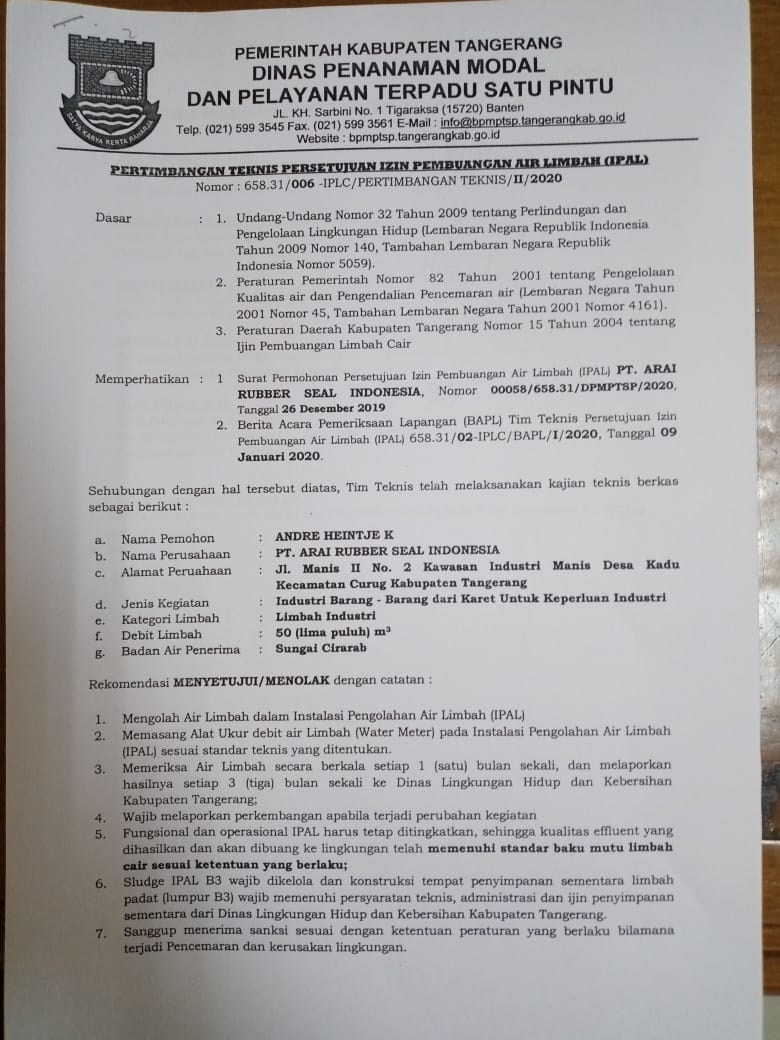 2
SATYA KARYA KERTA RAHARJA
PEMERINTAH KABUPATEN TANGERANG
DINAS PENANAMAN MODAL
DAN PELAYANAN TERPADU SATU PINTU
JL. KH. Sarbini No. 1 Tigaraksa (15720) Banten
Telp. (021) 599 3545 Fax. (021) 599 3561 E-Mail : info@bpmptsp.tangerangkab.go.id
Website : bpmptsp.tangerangkab.go.id
PERTIMBANGAN TEKNIS PERSETUJUAN IZIN PEMBUANGAN AIR LIMBAH (IPAL)
Nomor : 658.31/006 -IPLC/PERTIMBANGAN TEKNIS/II/2020
Dasar : 1. Undang-Undang Nomor 32 Tahun 2009 tentang Perlindungan dan
Pengelolaan Lingkungan Hidup (Lembaran Negara Republik Indonesia
Tahun 2009 Nomor 140, Tambahan Lembaran Negara Republik
Indonesia Nomor 5059).
2. Peraturan Pemerintah Nomor 82 Tahun 2001 tentang Pengelolaan
Kualitas air dan Pengendalian Pencemaran air (Lembaran Negara Tahun
2001 Nomor 45, Tambahan Lembaran Negara Tahun 2001 Nomor 4161).
3. Peraturan Daerah Kabupaten Tangerang Nomor 15 Tahun 2004 tentang
Ijin Pembuangan Limbah Cair
Memperhatikan : 1 Surat Permohonan Persetujuan Izin Pembuangan Air Limbah (IPAL) PT. ARAI
RUBBER SEAL INDONESIA, Nomor 00058/658.31/DPMPTSP/2020,
Tanggal 26 Desember 2019
2. Berita Acara Pemeriksaan Lapangan (BAPL) Tim Teknis Persetujuan Izin
Pembuangan Air Limbah (IPAL) 658.31/02-IPLC/BAPL/I/2020, Tanggal 09
Januari 2020.
Sehubungan dengan hal tersebut diatas, Tim Teknis telah melaksanakan kajian teknis berkas
sebagai berikut :
a. Nama Pemohon : ANDRE HEINTJE K
b. Nama Perusahaan : PT. ARAI RUBBER SEAL INDONESIA
c. Alamat Peruahaan : Jl. Manis II No. 2 Kawasan Industri Manis Desa Kadu
Kecamatan Curug Kabupaten Tangerang
d. Jenis Kegiatan : Industri Barang - Barang dari Karet Untuk Keperluan Industri
e. Kategori Limbah : Limbah Industri
f. Debit Limbah : 50 (lima puluh) m³
g. Badan Air Penerima : Sungai Cirarab
Rekomendasi MENYETUJUI/MENOLAK dengan catatan :
1. Mengolah Air Limbah dalam Instalasi Pengolahan Air Limbah (IPAL)
2. Memasang Alat Ukur debit air Limbah (Water Meter) pada Instalasi Pengolahan Air Limbah
(IPAL) sesuai standar teknis yang ditentukan.
3. Memeriksa Air Limbah secara berkala setiap 1 (satu) bulan sekali, dan melaporkan
hasilnya setiap 3 (tiga) bulan sekali ke Dinas Lingkungan Hidup dan Kebersihan
Kabupaten Tangerang;
4. Wajib melaporkan perkembangan apabila terjadi perubahan kegiatan
5. Fungsional dan operasional IPAL harus tetap ditingkatkan, sehingga kualitas effluent yang
dihasilkan dan akan dibuang ke lingkungan telah memenuhi standar baku mutu limbah
cair sesuai ketentuan yang berlaku;
6. Sludge IPAL B3 wajib dikelola dan konstruksi tempat penyimpanan sementara limbah
padat (lumpur B3) wajib memenuhi persyaratan teknis, administrasi dan ijin penyimpanan
sementara dari Dinas Lingkungan Hidup dan Kebersihan Kabupaten Tangerang.
7. Sanggup menerima sanksi sesuai dengan ketentuan peraturan yang berlaku bilamana
terjadi Pencemaran dan kerusakan lingkungan.